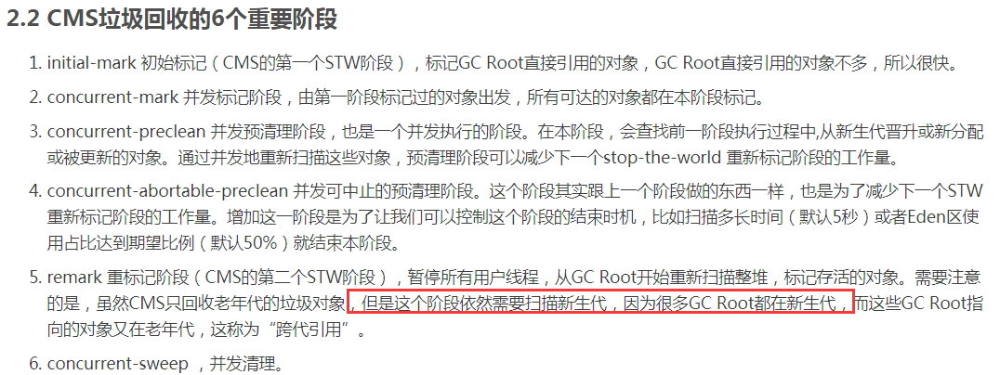 2.2 CMS垃圾回收的6个重要阶段
1. initial-mark 初始标记（CMS的第一个STW阶段），标记GC Root直接引用的对象，GC Root直接引用的对象不多，所以很快。
2. concurrent-mark 并发标记阶段，由第一阶段标记过的对象出发，所有可达的对象都在本阶段标记。
3. concurrent-preclean 并发预清理阶段，也是一个并发执行的阶段。在本阶段，会查找前一阶段执行过程中,从新生代晋升或新分配
或被更新的对象。通过并发地重新扫描这些对象，预清理阶段可以减少下一个stop-the-world 重新标记阶段的工作量。
4. concurrent-abortable-preclean 并发可中止的预清理阶段。这个阶段其实跟上一个阶段做的东西一样，也是为了减少下一个STW
重新标记阶段的工作量。增加这一阶段是为了让我们可以控制这个阶段的结束时机，比如扫描多长时间（默认5秒）或者Eden区使
用占比达到期望比例（默认50%）就结束本阶段。
5. remark 重标记阶段（CMS的第二个STW阶段），暂停所有用户线程，从GC Root开始重新扫描整堆，标记存活的对象。需要注意
的是，虽然CMS只回收老年代的垃圾对象，但是这个阶段依然需要扫描新生代，因为很多GC Root都在新生代，而这些GC Root指
向的对象又在老年代，这称为“跨代引用”。
6. concurrent-sweep ，并发清理。